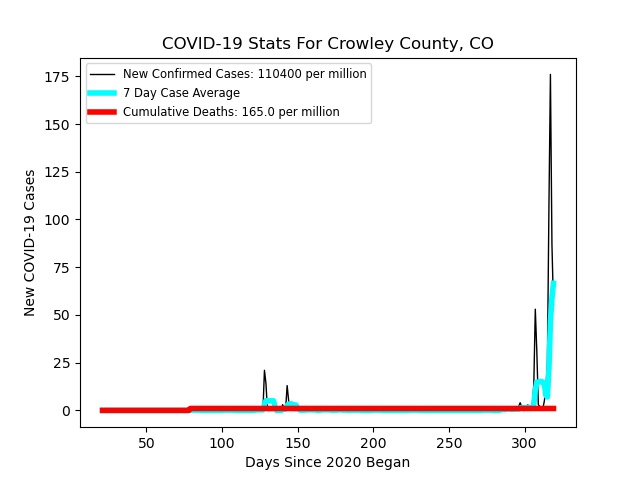 COVID-19 Stats For Crowley County, CO
New Confirmed Cases: 110400 per million
7 Day Case Average
Cumulative Deaths: 165.0 per million
New COVID-19 Cases
175
150
125
100
75
50
25
0
50 100 150 200 250 300
Days Since 2020 Began